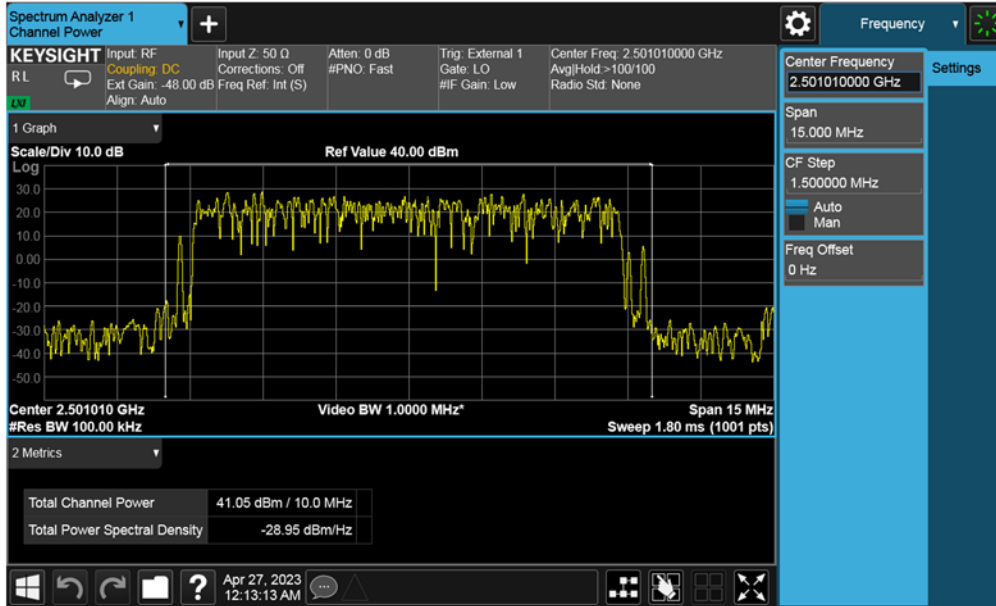 Spectrum Analyzer 1
Channel Power
Frequency
KEYSIGHT
RL
LXI
Input: RF
Coupling: DC
Ext Gain: -48.00 dB
Align: Auto
Input Z: 50 Ω
Corrections: Off
Freq Ref: Int (S)
Atten: 0 dB
#PNO: Fast
Trig: External 1
Gate: LO
#IF Gain: Low
Center Freq: 2.501010000 GHz
Avg|Hold:>100/100
Radio Std: None
Center Frequency
2.501010000 GHz
Settings
Span
15.000 MHz
CF Step
1.500000 MHz
Auto
Man
Freq Offset
0 Hz
1 Graph
Scale/Div 10.0 dB
Ref Value 40.00 dBm
Log
30.0
20.0
10.0
0.00
-10.0
-20.0
-30.0
-40.0
-50.0
Center 2.501010 GHz
Video BW 1.0000 MHz*
Span 15 MHz
#Res BW 100.00 kHz
Sweep 1.80 ms (1001 pts)
2 Metrics
Total Channel Power 41.05 dBm / 10.0 MHz
Total Power Spectral Density -28.95 dBm/Hz
?
Apr 27, 2023
12:13:13 AM